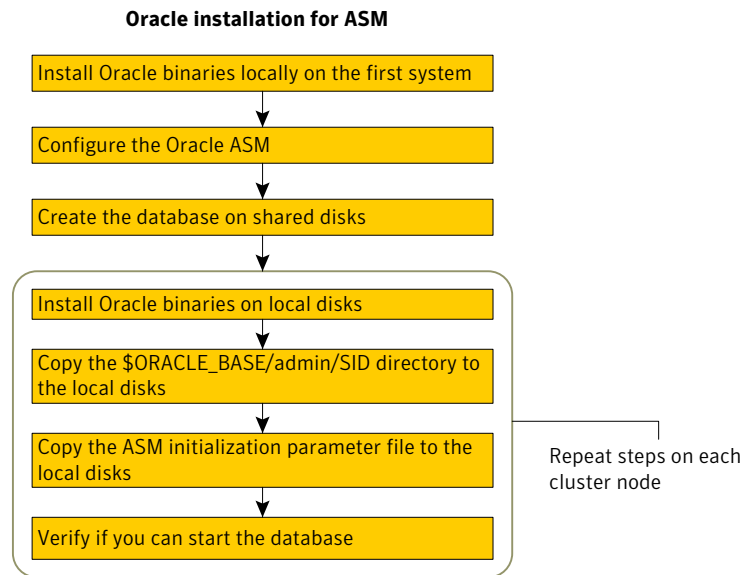 Oracle installation for ASM
Install Oracle binaries locally on the first system
Configure the Oracle ASM
Create the database on shared disks
Install Oracle binaries on local disks
Copy the $ORACLE_BASE/admin/SID directory to
the local disks
Copy the ASM initialization parameter file to the
local disks
Verify if you can start the database
Repeat steps on each
cluster node